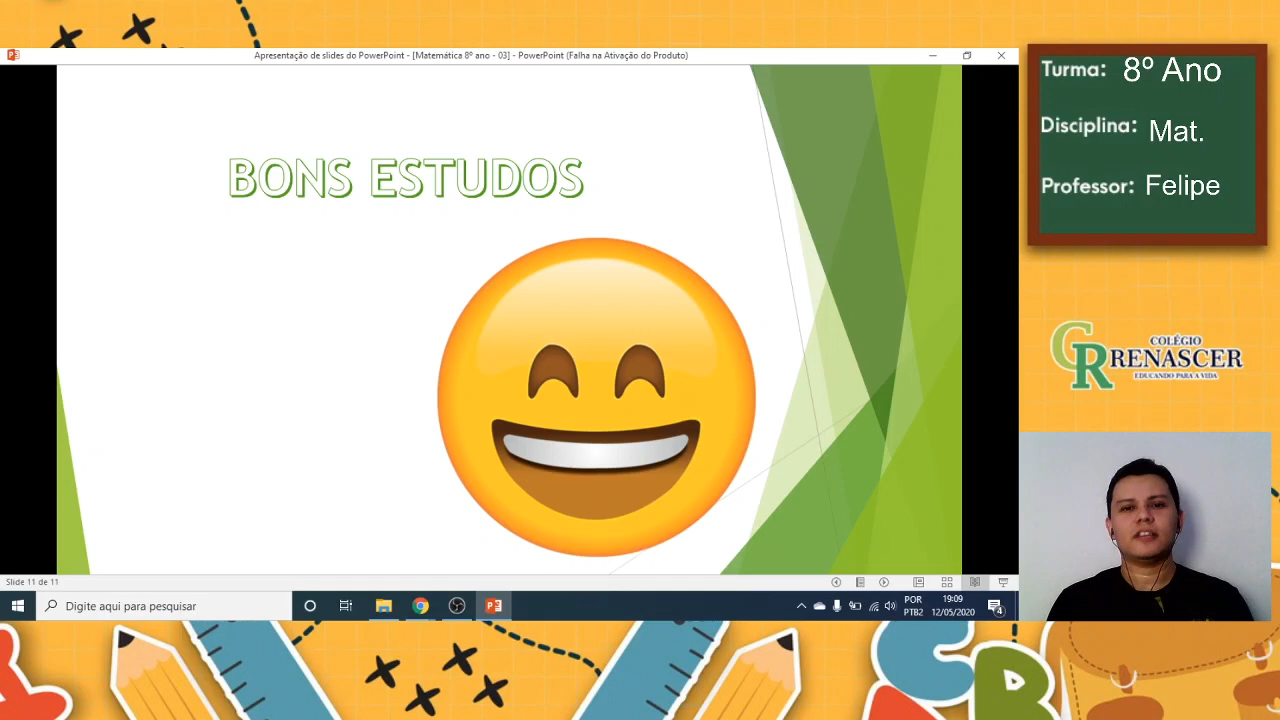 Apresentação de slides do PowerPoint - [Matemática 8º ano - 03] - PowerPoint (Falha na Ativação do Produto)
BONS ESTUDOS
Slide 11 de 11
Digite aqui para pesquisar
POR
PTB2
19:09
12/05/2020
4
Turma: 8º Ano
Disciplina: Mat.
Professor: Felipe
CR
COLÉGIO
RENASCER
EDUCANDO PARA A VIDA